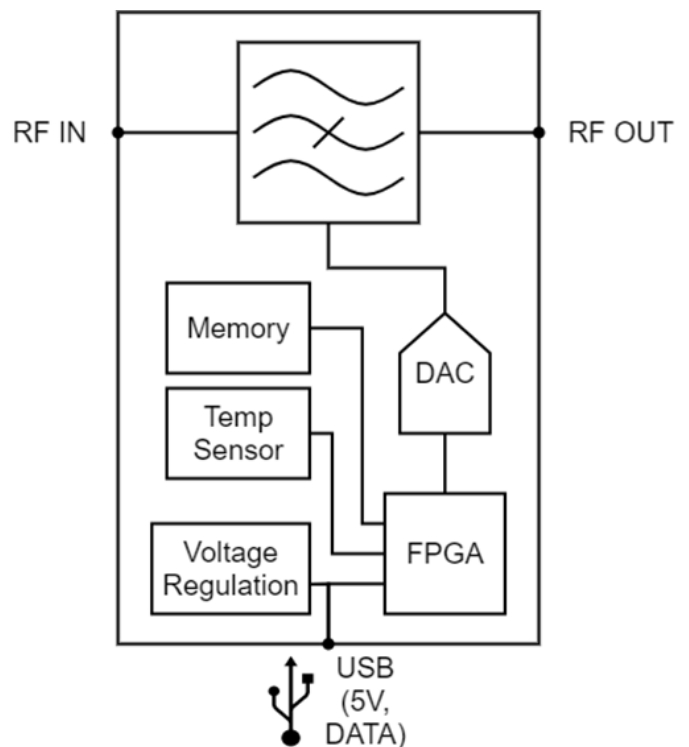 RF IN
RF OUT
Memory
DAC
Temp
Sensor
Voltage
Regulation
FPGA
USB
(5V,
DATA)